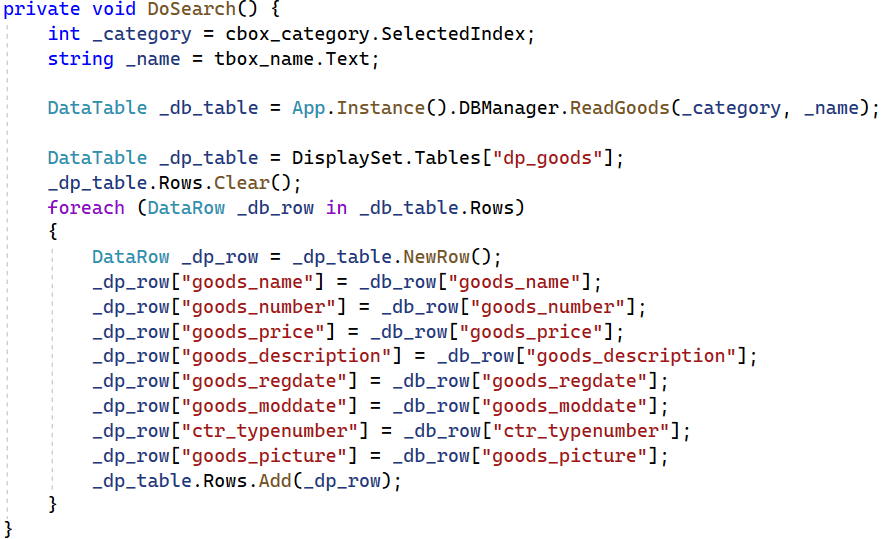 private void DoSearch() {
    int _category = cbox_category.SelectedIndex;
    string _name = tbox_name.Text;

    DataTable _db_table = App.Instance().DBManager.ReadGoods(_category, _name);

    DataTable _dp_table = DisplaySet.Tables["dp_goods"];
    _dp_table.Rows.Clear();
    foreach (DataRow _db_row in _db_table.Rows)
    {
        DataRow _dp_row = _dp_table.NewRow();
        _dp_row["goods_name"] = _db_row["goods_name"];
        _dp_row["goods_number"] = _db_row["goods_number"];
        _dp_row["goods_price"] = _db_row["goods_price"];
        _dp_row["goods_description"] = _db_row["goods_description"];
        _dp_row["goods_regdate"] = _db_row["goods_regdate"];
        _dp_row["goods_moddate"] = _db_row["goods_moddate"];
        _dp_row["ctr_typenumber"] = _db_row["ctr_typenumber"];
        _dp_row["goods_picture"] = _db_row["goods_picture"];
        _dp_table.Rows.Add(_dp_row);
    }
}